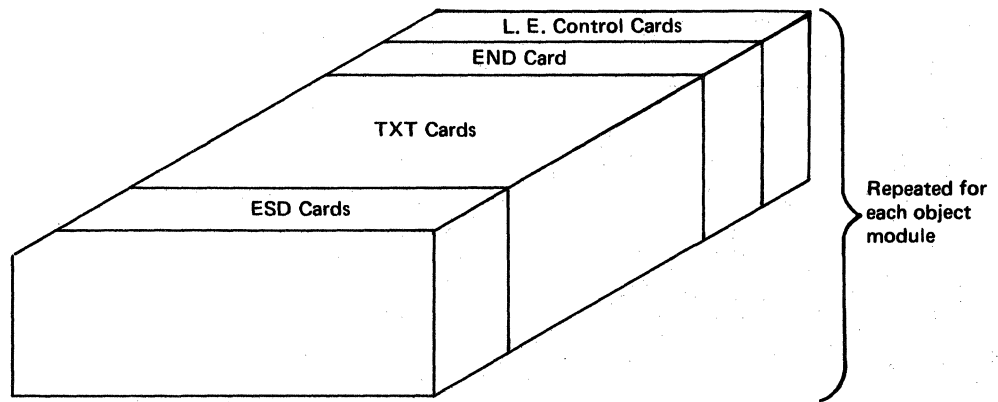 L. E. Control Cards
END Card
TXT Cards
ESD Cards
Repeated for
each object
module